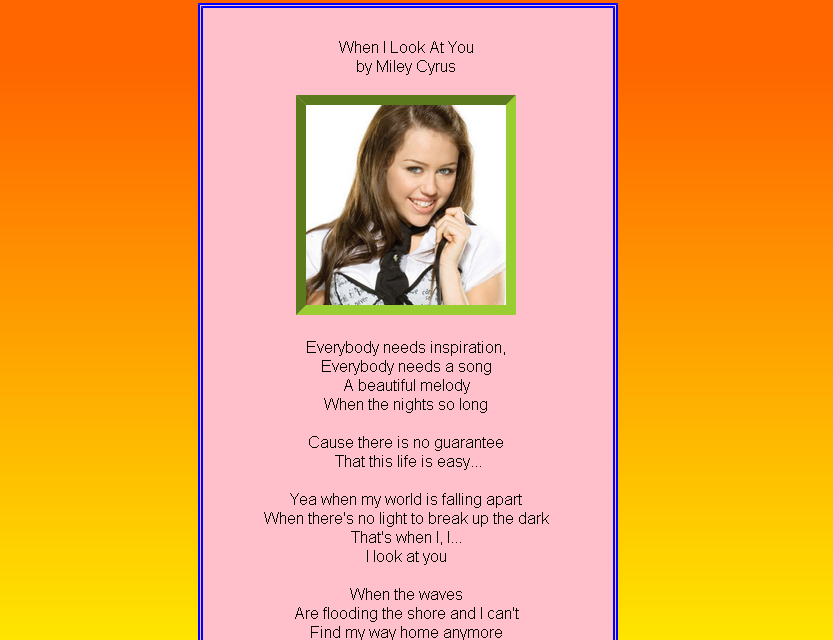 When I Look At You
by Miley Cyrus
Everybody needs inspiration,
Everybody needs a song
A beautiful melody
When the nights so long
Cause there is no guarantee
That this life is easy...
Yea when my world is falling apart
When there's no light to break up the dark
That's when I, I...
I look at you
When the waves
Are flooding the shore and I can't
Find my way home anymore